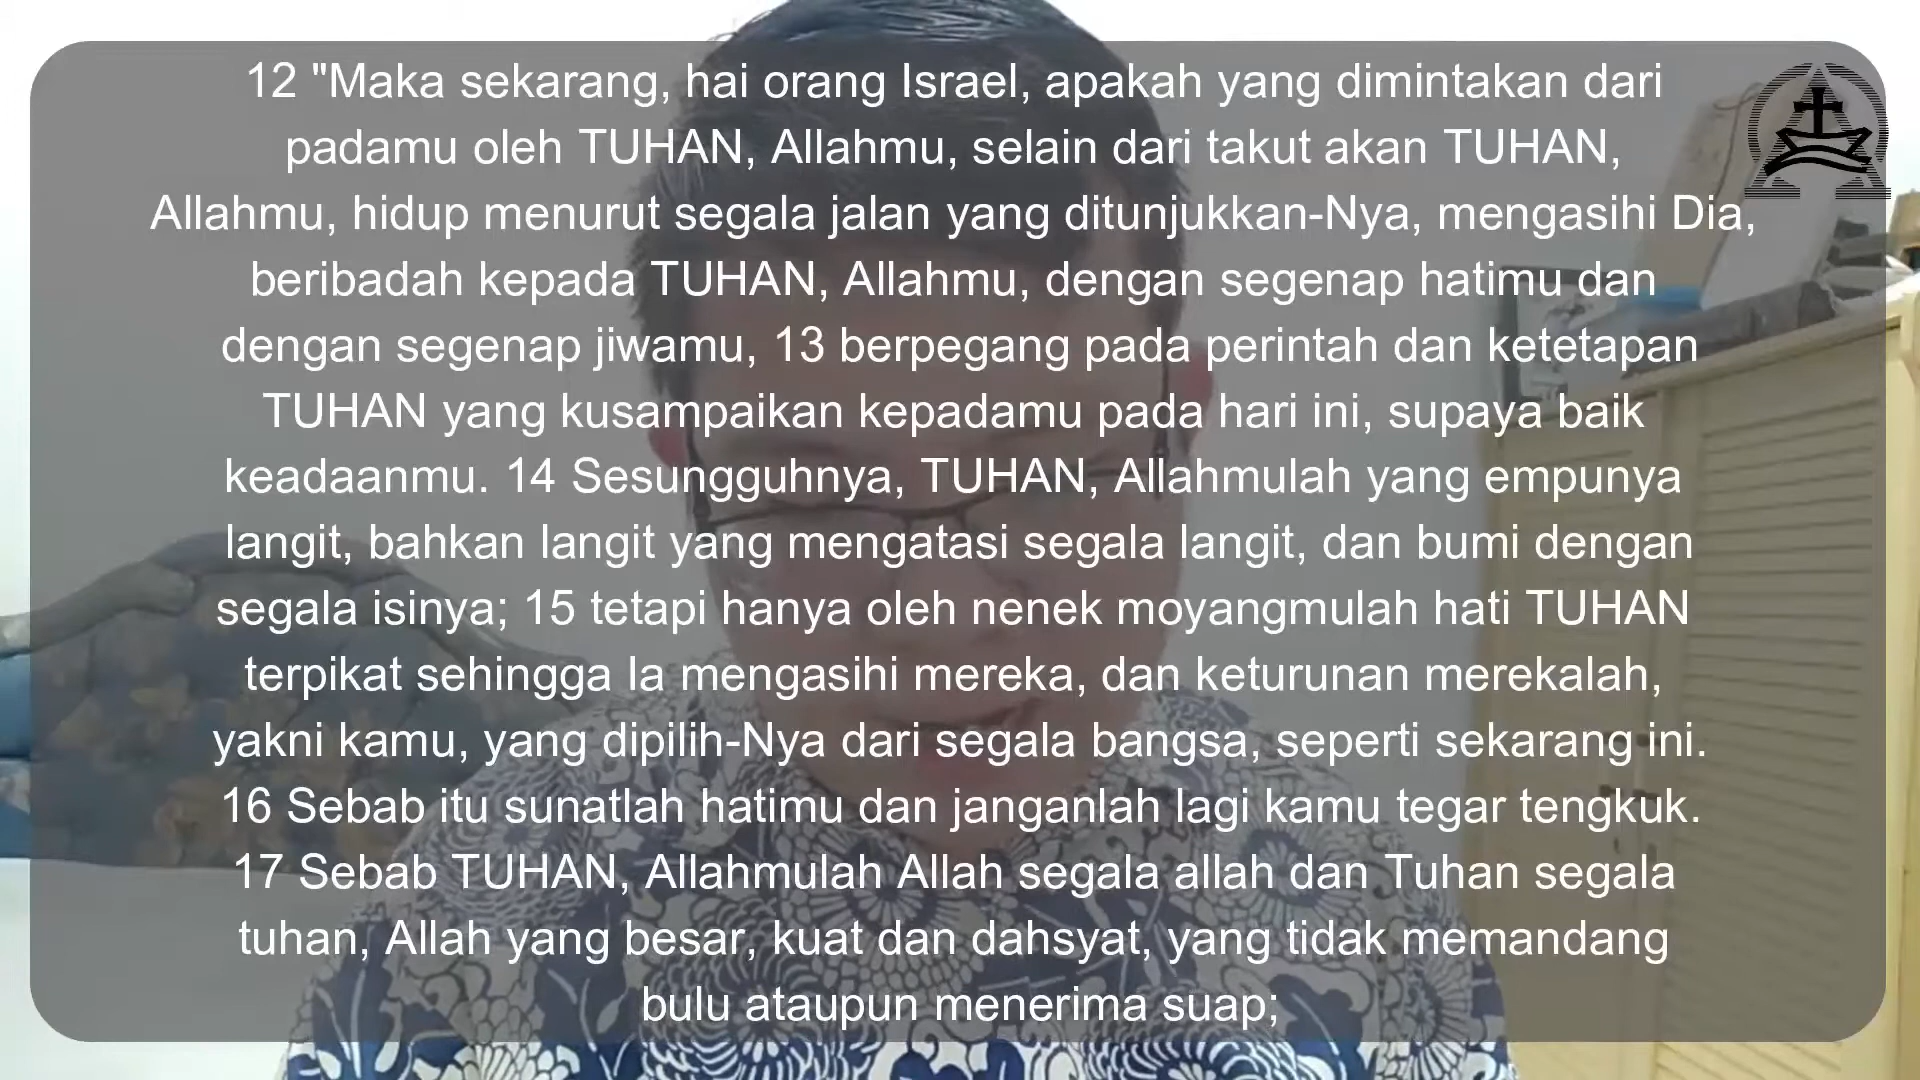 12 "Maka sekarang, hai orang Israel, apakah yang dimintakan dari
padamu oleh TUHAN, Allahmu, selain dari takut akan TUHAN,
Allahmu, hidup menurut segala jalan yang ditunjukkan-Nya, mengasihi Dia,
beribadah kepada TUHAN, Allahmu, dengan segenap hatimu dan
dengan segenap jiwamu, 13 berpegang pada perintah dan ketetapan
TUHAN yang kusampaikan kepadamu pada hari ini, supaya baik
keadaanmu. 14 Sesungguhnya, TUHAN, Allahmulah yang empunya
langit, bahkan langit yang mengatasi segala langit, dan bumi dengan
segala isinya; 15 tetapi hanya oleh nenek moyangmulah hati TUHAN
terpikat sehingga Ia mengasihi mereka, dan keturunan merekalah,
yakni kamu, yang dipilih-Nya dari segala bangsa, seperti sekarang ini.
16 Sebab itu sunatlah hatimu dan janganlah lagi kamu tegar tengkuk.
17 Sebab TUHAN, Allahmulah Allah segala allah dan Tuhan segala
tuhan, Allah yang besar, kuat dan dahsyat, yang tidak memandang
bulu ataupun menerima suap;